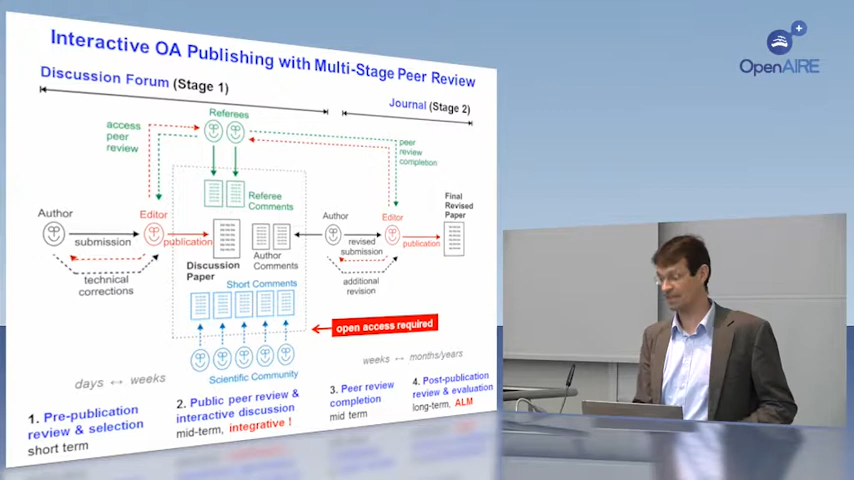 Interactive OA Publishing with Multi-Stage Peer Review
Discussion Forum (Stage 1)
Journal (Stage 2)
Referees
access
peer
review
peer
review
completion
Referee
Comments
Final
Revised
Paper
Author
Editor
submission
publication
Discussion
Paper
Author
Comments
Author
revised
submission
Editor
publication
technical
corrections
additional
revision
Short Comments
open access required
Scientific Community
days ↔ weeks
weeks ↔ months/years
1. Pre-publication
review & selection
short term
2. Public peer review &
interactive discussion
mid-term, integrative !
3. Peer review
completion
mid term
4. Post-publication
review & evaluation
long-term, ALM
OpenAIRE